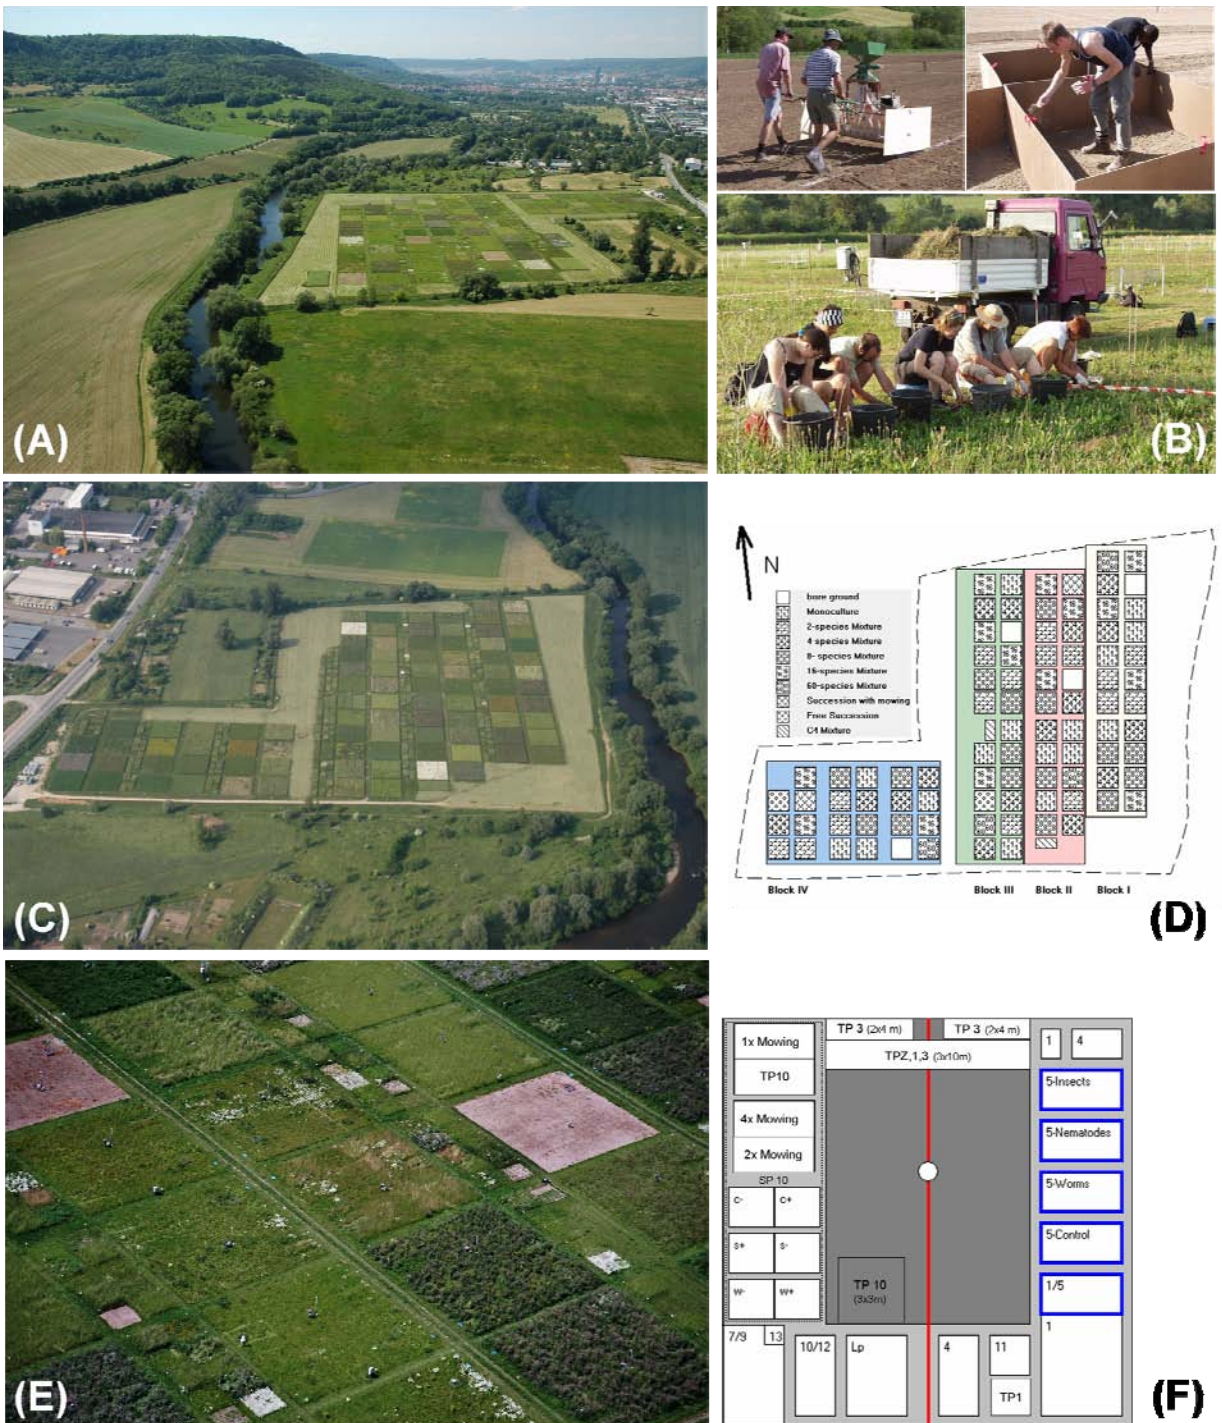 (A)
(B)
(C)
N
bare ground
Monoculture
2-species Mixture
4 species Mixture
8- species Mixture
16-species Mixture
60-species Mixture
Succession with mowing
Free Succession
C4 Mixture
Block IV
Block III
Block II
Block I
(D)
(E)
TP 3 (2x4 m)
TP 3 (2x4 m)
1x Mowing
TPZ,1,3 (3x10m)
1
4
TP10
5-Insects
4x Mowing
5-Nematodes
2x Mowing
SP 10
5-Worms
C-
C+
5-Control
S+
S-
TP 10
(3x3m)
1/5
W-
W+
7/9
13
10/12
Lp
4
11
1
TP1
(F)